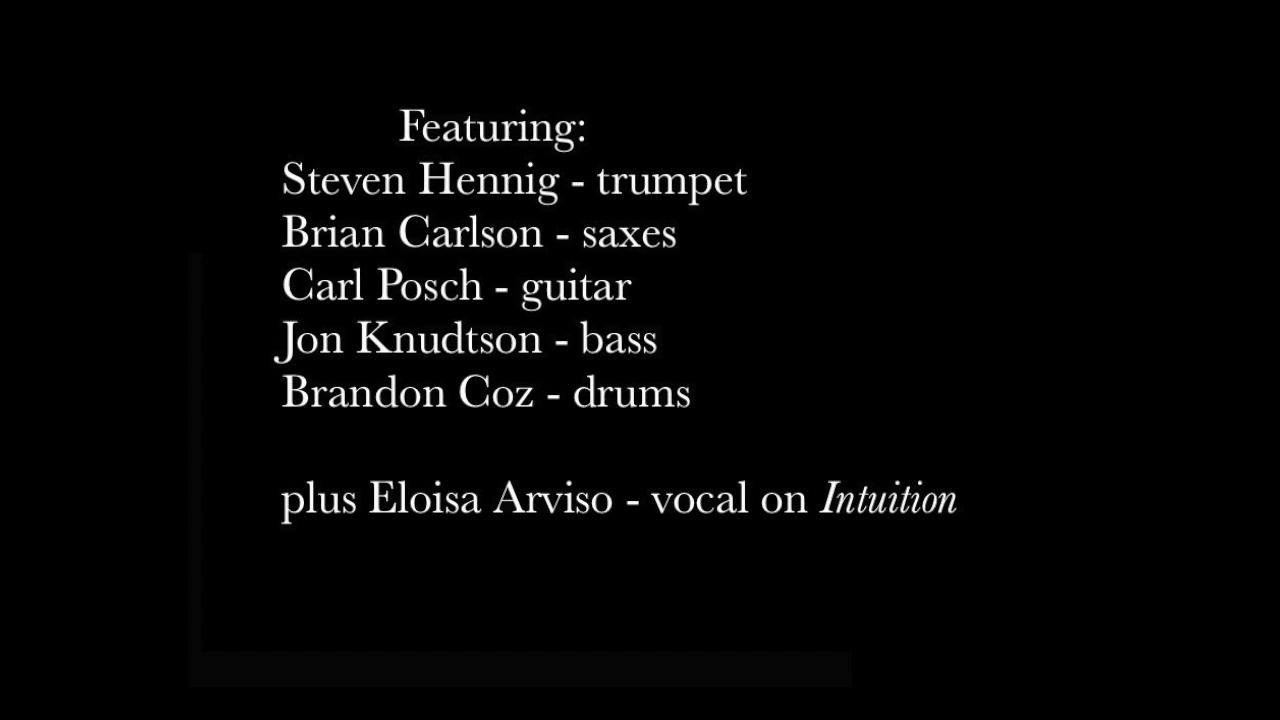 Featuring:
Steven Hennig - trumpet
Brian Carlson - saxes
Carl Posch - guitar
Jon Knudtson - bass
Brandon Coz - drums
plus Eloisa Arviso - vocal on Intuition